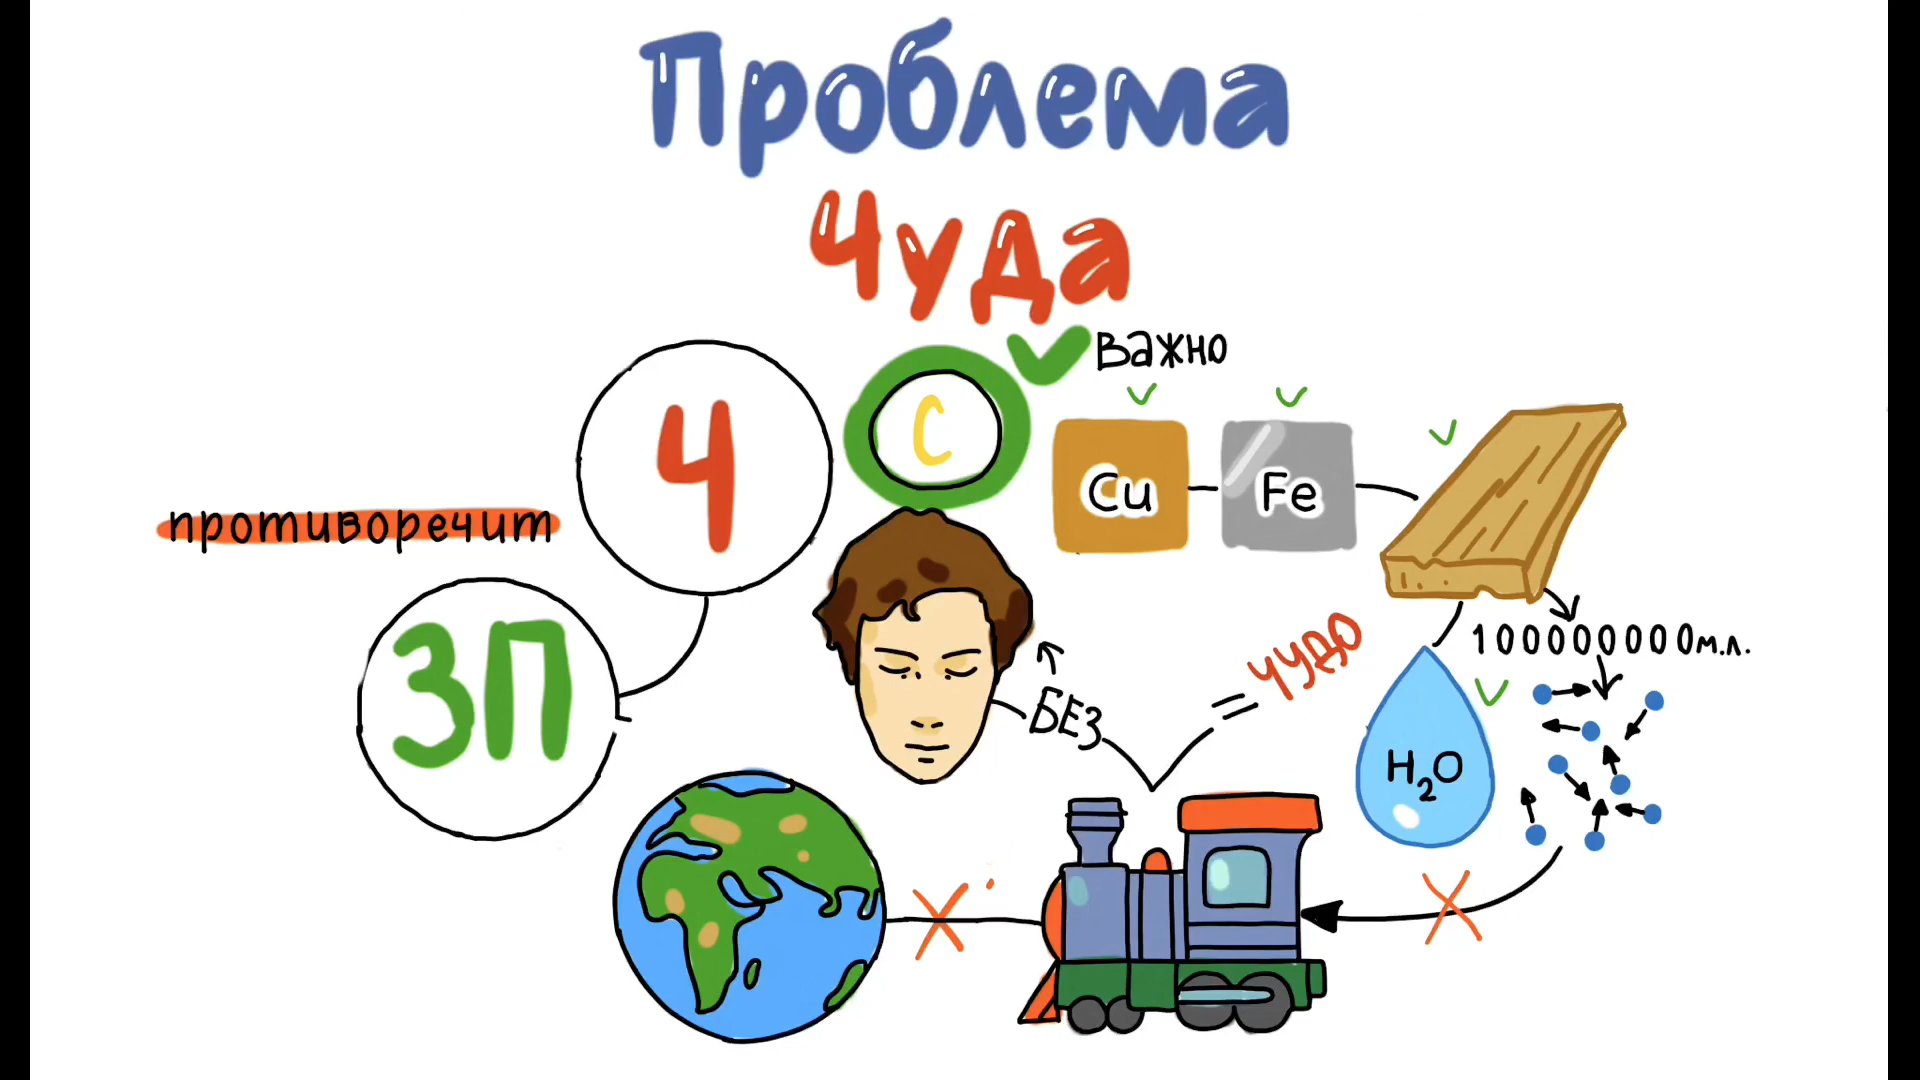 Проблема
Чуда
Важно
Ч
С
Cu
Fe
противоречит
ЗП
100000000м.л.
= ЧУДО
БЕЗ
H₂O